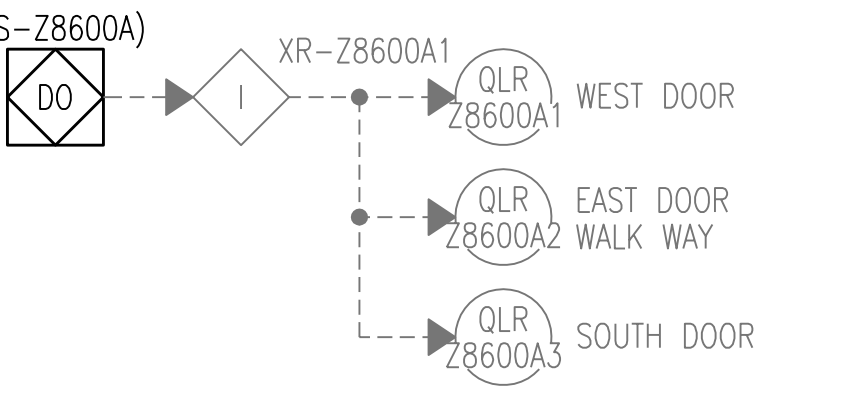 S-Z8600A)
DO
I
XR-Z8600A1
QLR
Z8600A1
WEST DOOR
QLR
Z8600A2
EAST DOOR
WALK WAY
QLR
Z8600A3
SOUTH DOOR